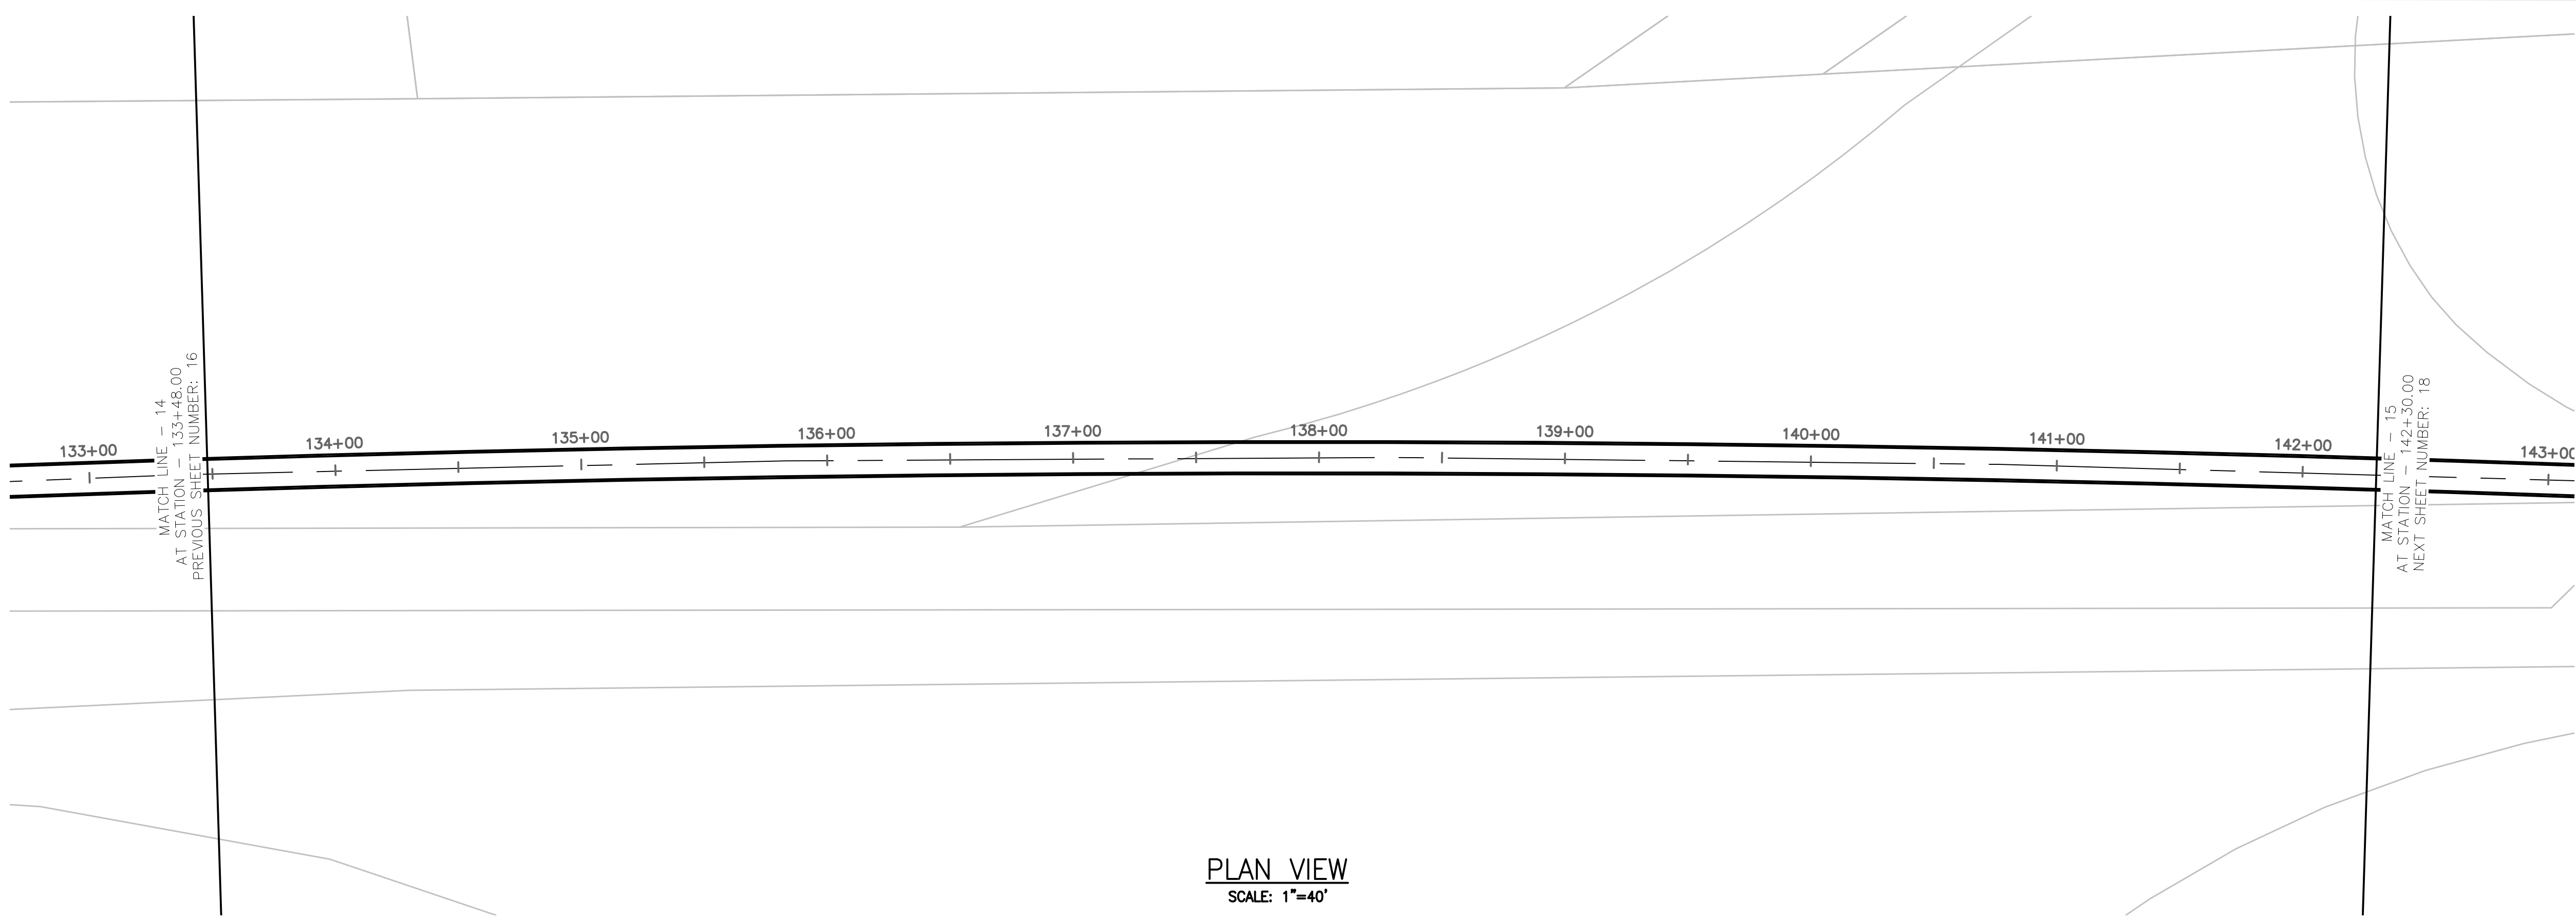 133+00
134+00
135+00
136+00
137+00
138+00
139+00
140+00
141+00
142+00
143+00
MATCH LINE - 14
AT STATION - 133+48.00
PREVIOUS SHEET NUMBER: 16
MATCH LINE - 15
AT STATION - 142+30.00
NEXT SHEET NUMBER: 18
PLAN VIEW
SCALE: 1"=40'